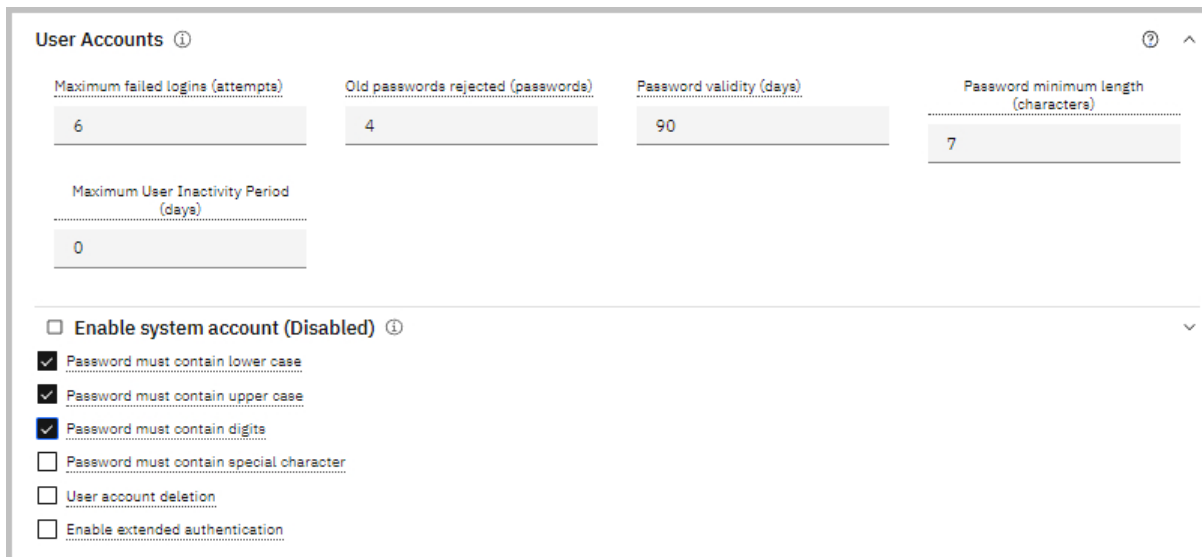 User Accounts
Maximum failed logins (attempts)
6
Old passwords rejected (passwords)
4
Password validity (days)
90
Password minimum length
(characters)
7
Maximum User Inactivity Period
(days)
0
Enable system account (Disabled)
Password must contain lower case
Password must contain upper case
Password must contain digits
Password must contain special character
User account deletion
Enable extended authentication